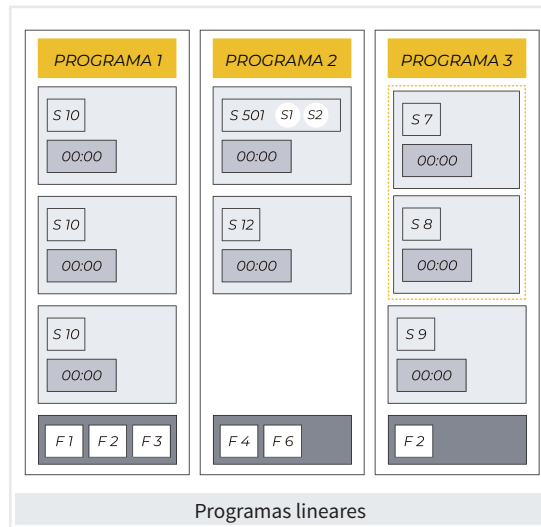 PROGRAMA 1
S 10
00:00
S 10
00:00
S 10
00:00
F 1 F 2 F 3
PROGRAMA 2
S 501 S1 S2
00:00
S 12
00:00
F 4 F 6
PROGRAMA 3
S 7
00:00
S 8
00:00
S 9
00:00
F 2
Programas lineares